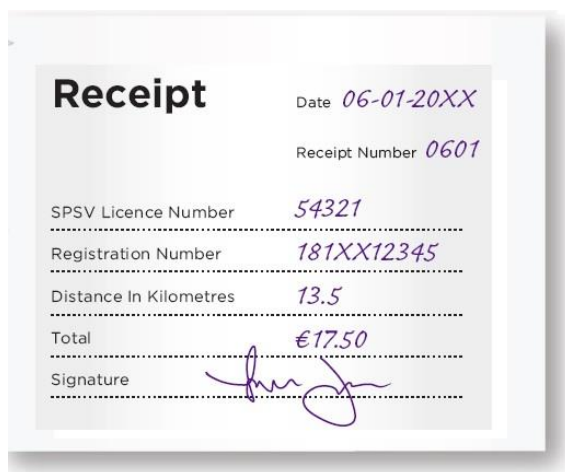 Receipt
Date 06-01-20XX
Receipt Number 0601
SPSV Licence Number 54321
Registration Number 181XX12345
Distance In Kilometres 13.5
Total €17.50
Signature